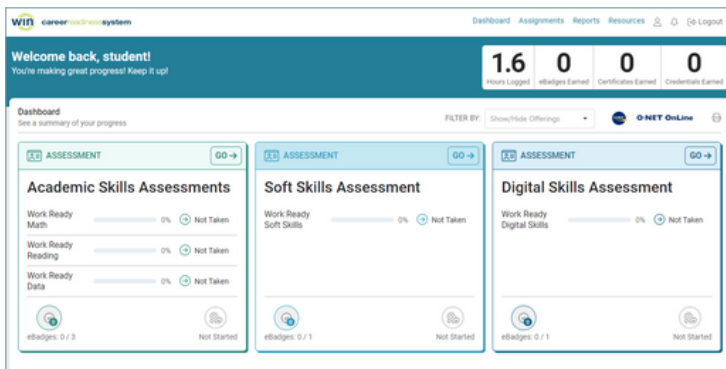 win careerreadinesssystem
Dashboard Assignments Reports Resources Logout
Welcome back, student!
You're making great progress! Keep it up!
1.6 0 0 0
Hours Logged eBadges Earned Certificates Earned Credentials Earned
Dashboard
See a summary of your progress
FILTER BY: Show/Hide Offerings O*NET OnLine
ASSESSMENT GO →
Academic Skills Assessments
Work Ready
Math
0% Not Taken
Work Ready
Reading
0% Not Taken
Work Ready
Data
0% Not Taken
eBadges: 0 / 3 Not Started
ASSESSMENT GO →
Soft Skills Assessment
Work Ready
Soft Skills
0% Not Taken
eBadges: 0 / 1 Not Started
ASSESSMENT GO →
Digital Skills Assessment
Work Ready
Digital Skills
0% Not Taken
eBadges: 0 / 1 Not Started